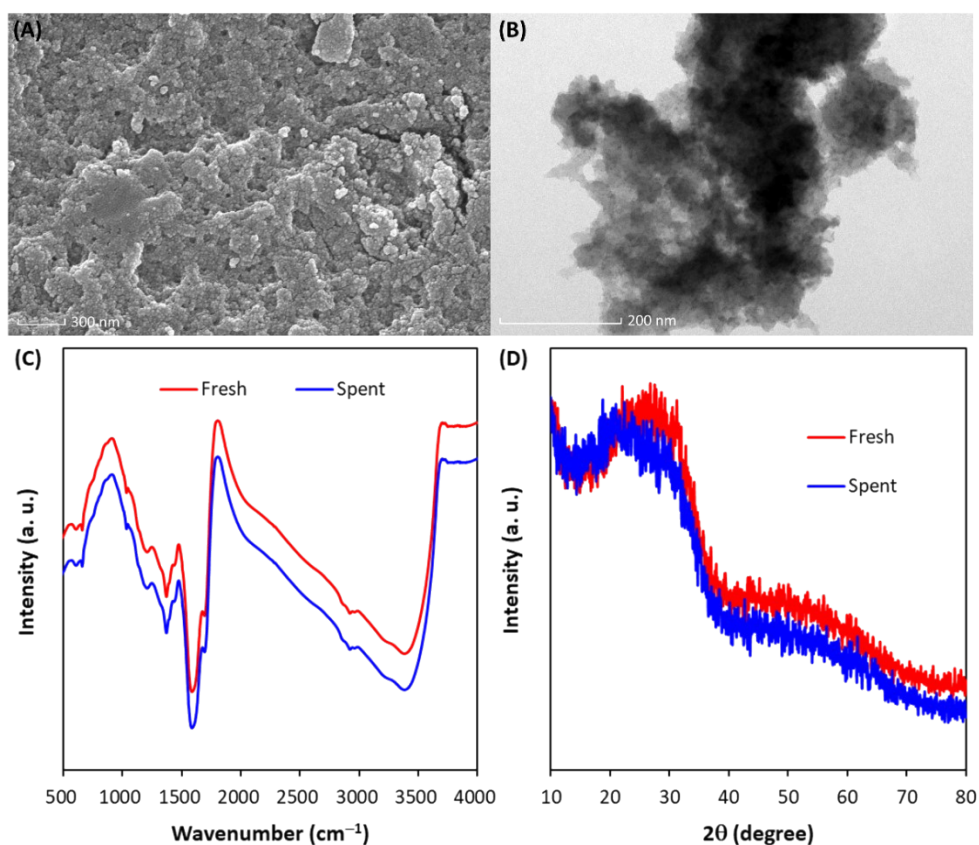 (A)
300 nm
(B)
200 nm
(C)
Fresh
Spent
Intensity (a. u.)
500 1000 1500 2000 2500 3000 3500 4000
Wavenumber (cm⁻¹)
(D)
Fresh
Spent
Intensity (a. u.)
10 20 30 40 50 60 70 80
2θ (degree)